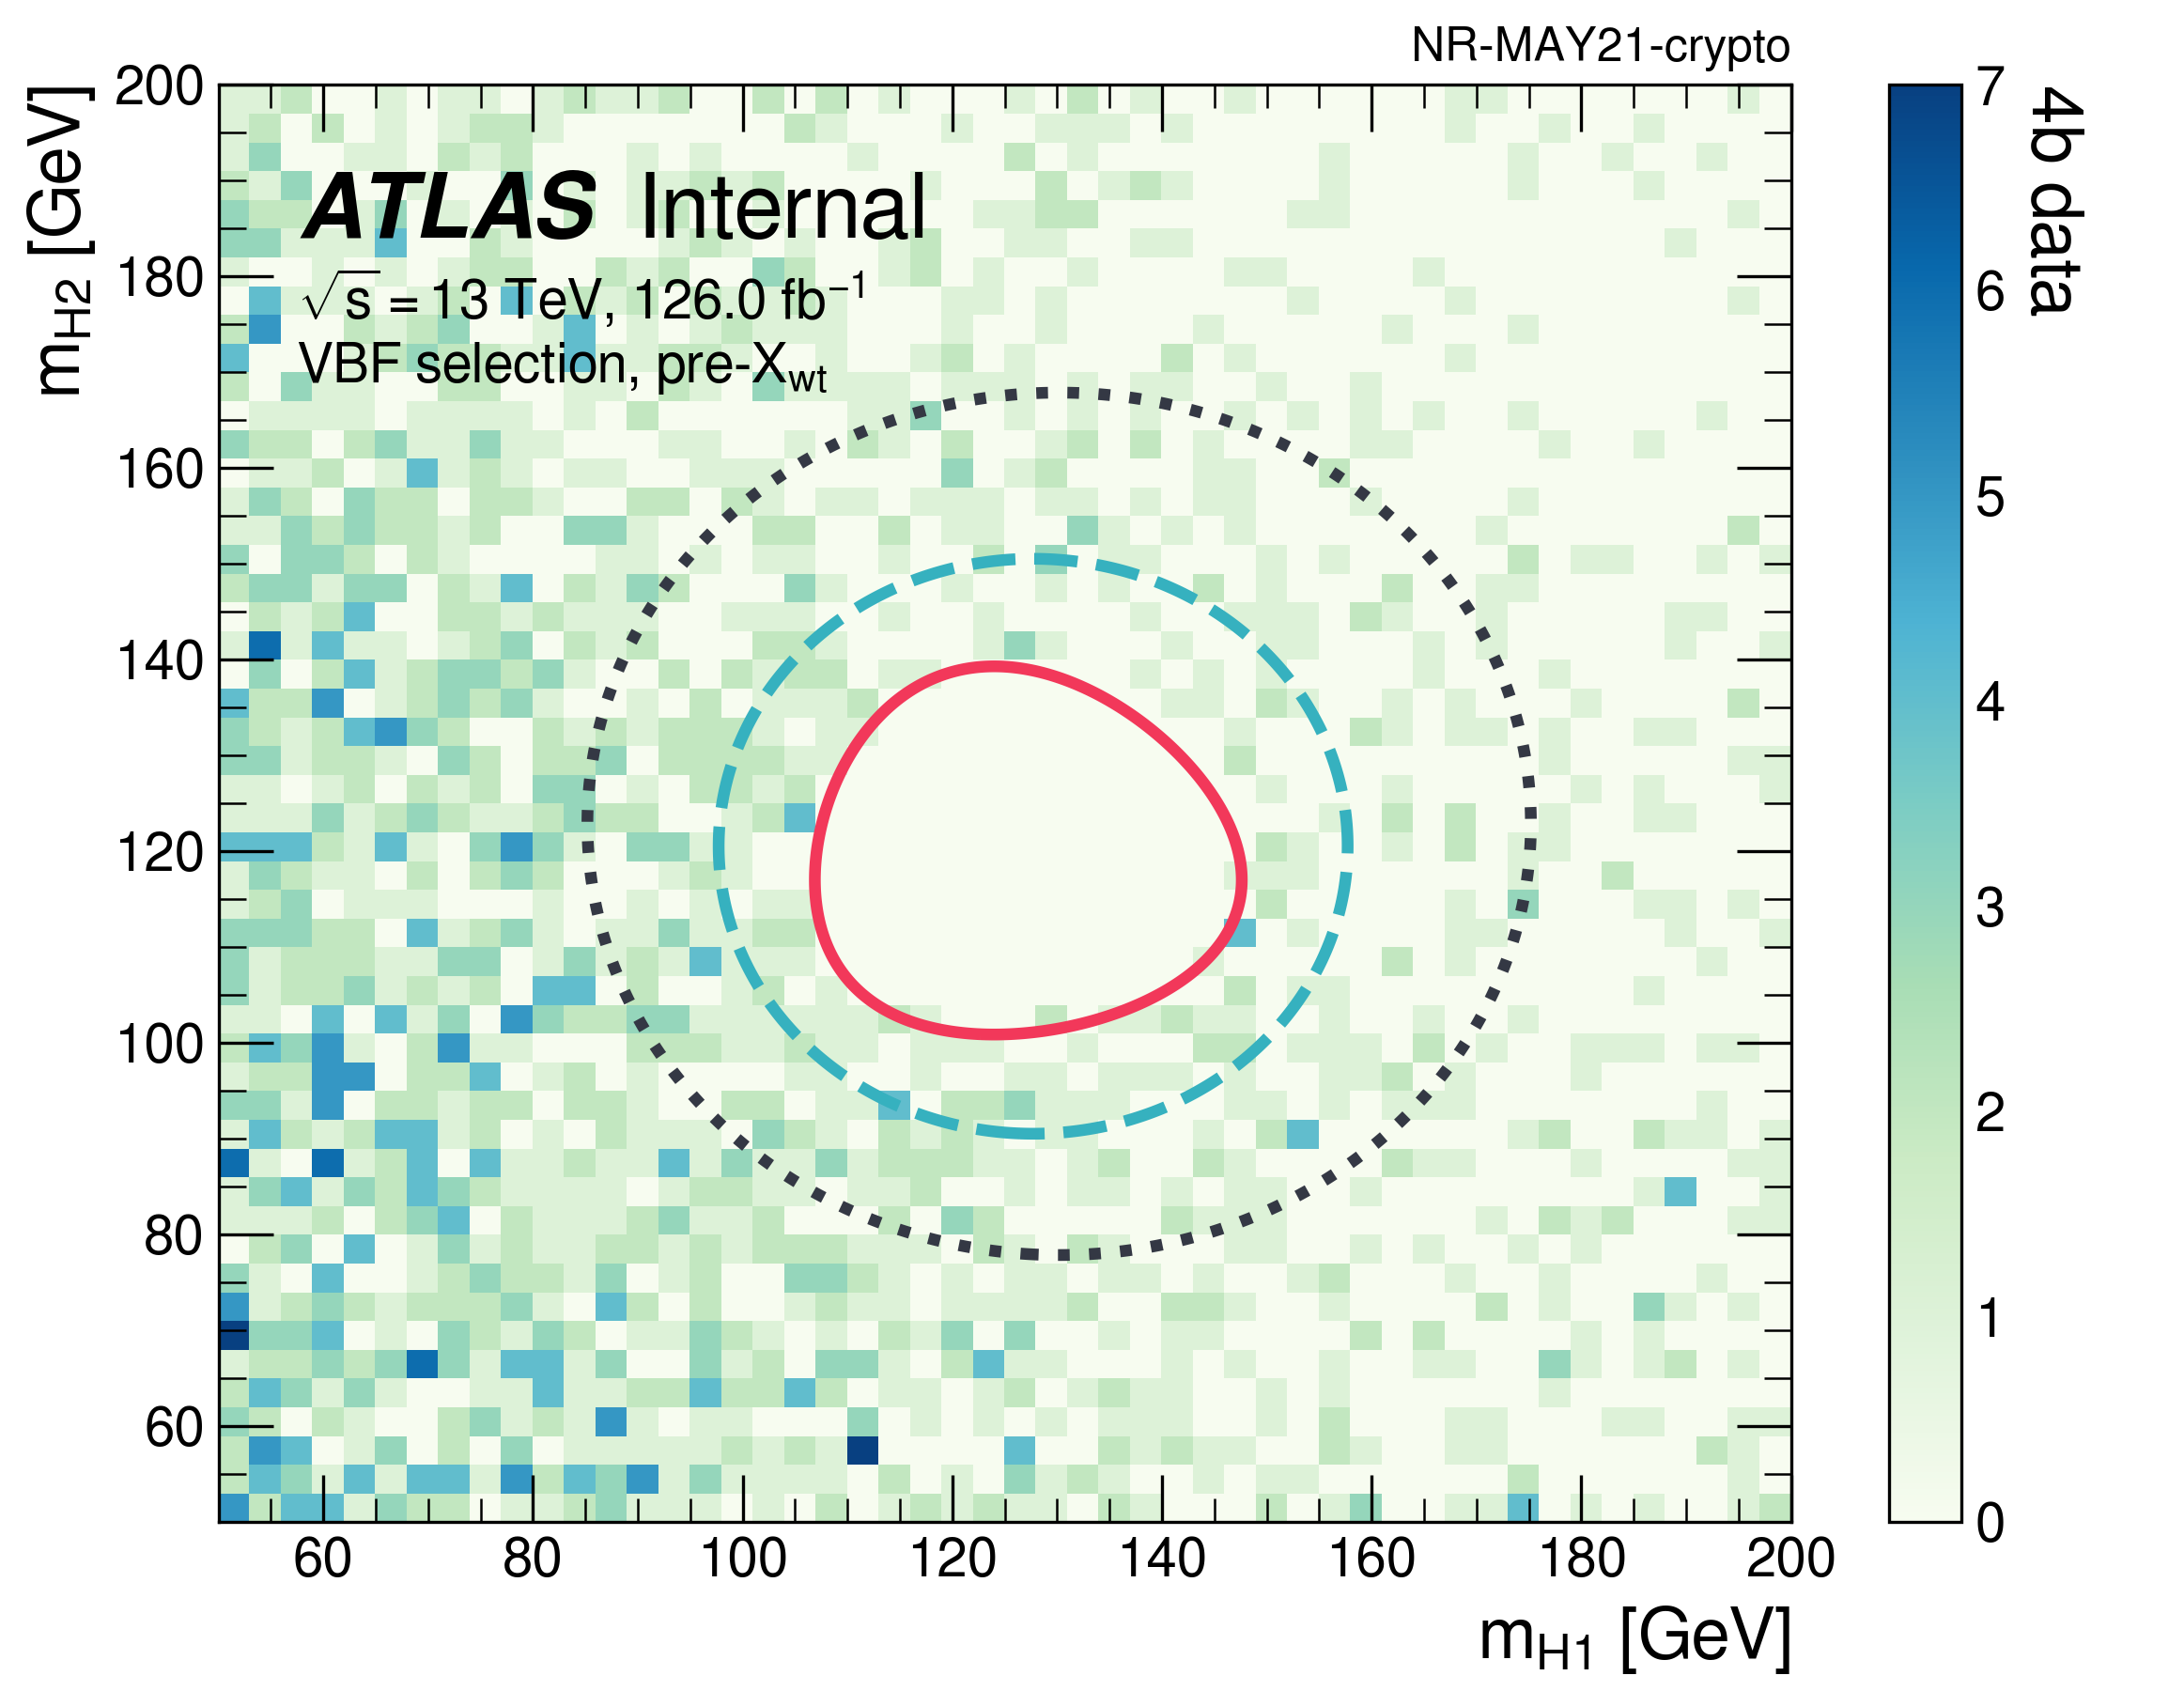 NR-MAY21-crypto
ATLAS Internal
√s = 13 TeV, 126.0 fb⁻¹
VBF selection, pre-X_wt
m_H2 [GeV]
200
180
160
140
120
100
80
60
60 80 100 120 140 160 180 200
m_H1 [GeV]
7
6
5
4
3
2
1
0
4b data